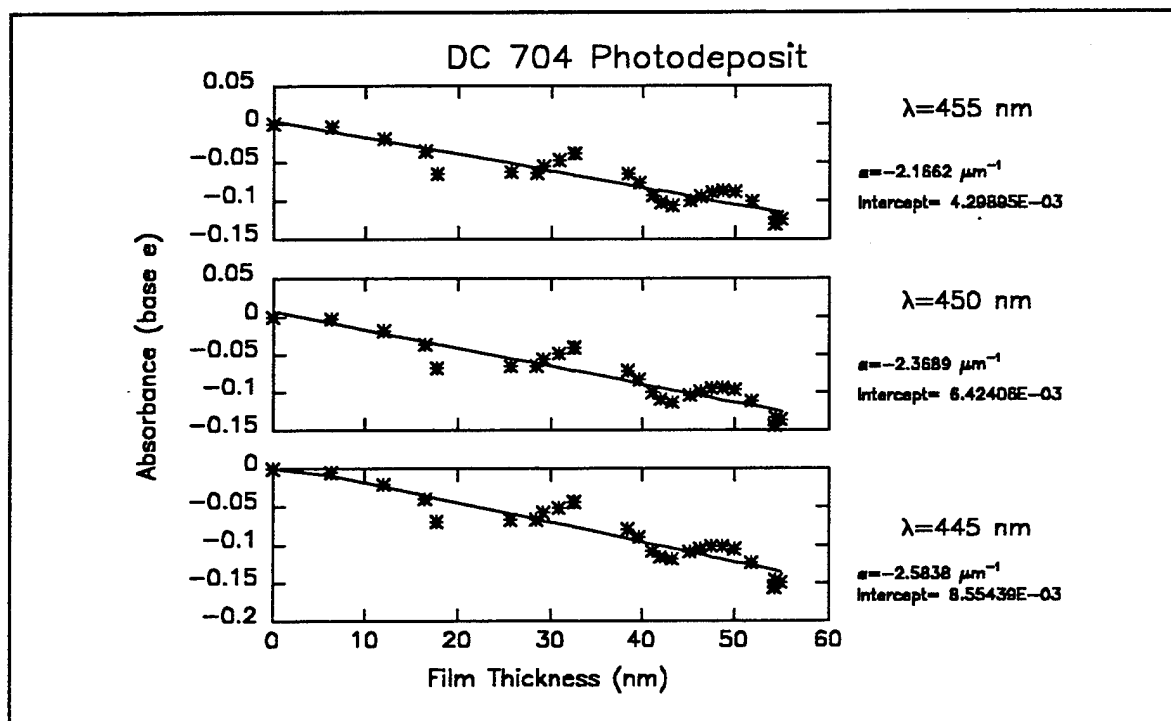 DC 704 Photodeposit
0.05
0
−0.05
−0.1
−0.15
λ=455 nm
α=−2.1662 μm⁻¹
Intercept= 4.29895E−03
0.05
0
−0.05
−0.1
−0.15
λ=450 nm
α=−2.3689 μm⁻¹
Intercept= 6.42406E−03
0
−0.05
−0.1
−0.15
−0.2
λ=445 nm
α=−2.5838 μm⁻¹
Intercept= 8.55439E−03
Absorbance (base e)
0 10 20 30 40 50 60
Film Thickness (nm)